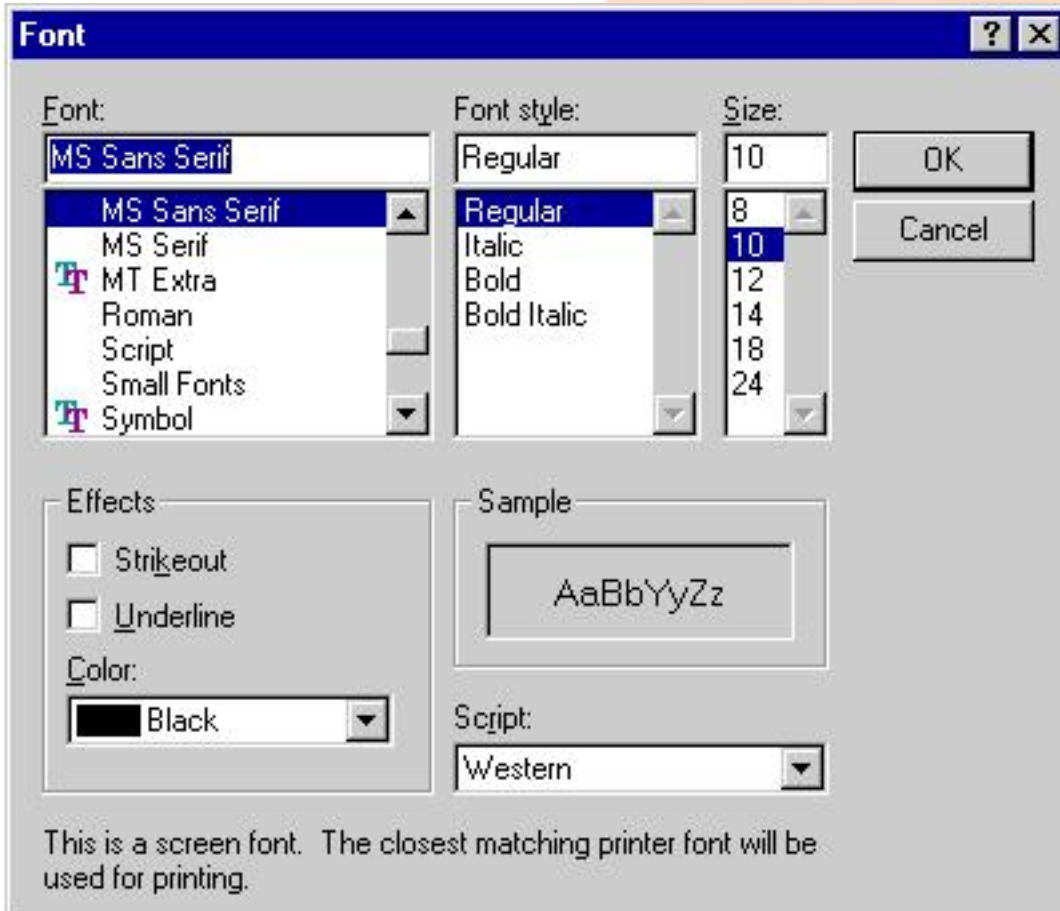 Font
Font:
MS Sans Serif
MS Sans Serif
MS Serif
MT Extra
Roman
Script
Small Fonts
Symbol
Font style:
Regular
Regular
Italic
Bold
Bold Italic
Size:
10
8
10
12
14
18
24
OK
Cancel
Effects
Strikeout
Underline
Color:
Black
Sample
AaBbYyZz
Script:
Western
This is a screen font.  The closest matching printer font will be
used for printing.